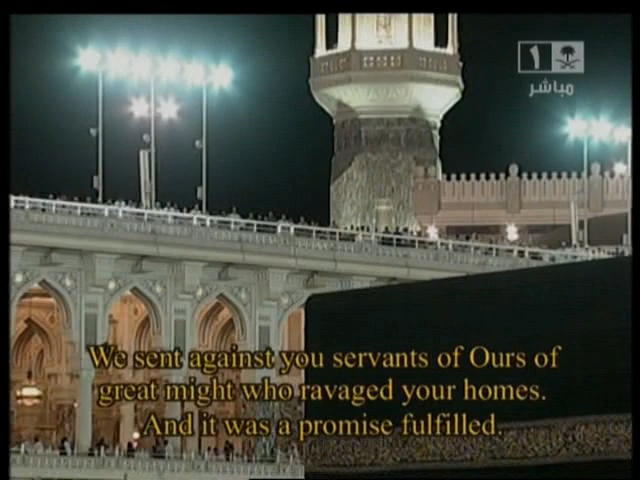 1
مباشر
We sent against you servants of Ours of
great might who ravaged your homes.
And it was a promise fulfilled.